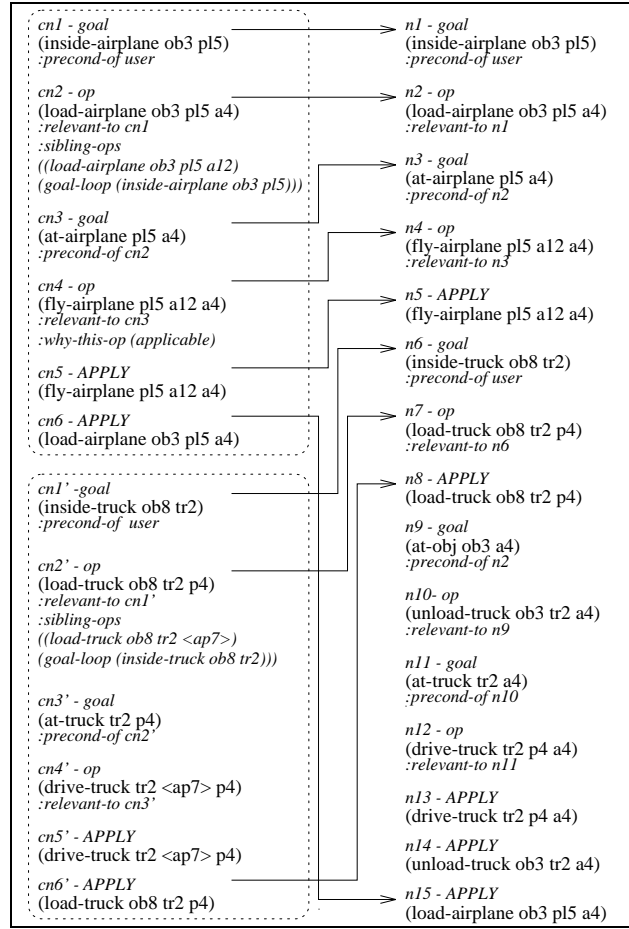 cn1 - goal
(inside-airplane ob3 pl5)
:precond-of user
cn2 - op
(load-airplane ob3 pl5 a4)
:relevant-to cn1
:sibling-ops
((load-airplane ob3 pl5 a12)
(goal-loop (inside-airplane ob3 pl5)))
cn3 - goal
(at-airplane pl5 a4)
:precond-of cn2
cn4 - op
(fly-airplane pl5 a12 a4)
:relevant-to cn3
:why-this-op (applicable)
cn5 - APPLY
(fly-airplane pl5 a12 a4)
cn6 - APPLY
(load-airplane ob3 pl5 a4)
cn1' -goal
(inside-truck ob8 tr2)
:precond-of user
cn2' - op
(load-truck ob8 tr2 p4)
:relevant-to cn1'
:sibling-ops
((load-truck ob8 tr2 <ap7>)
(goal-loop (inside-truck ob8 tr2)))
cn3' - goal
(at-truck tr2 p4)
:precond-of cn2'
cn4' - op
(drive-truck tr2 <ap7> p4)
:relevant-to cn3'
cn5' - APPLY
(drive-truck tr2 <ap7> p4)
cn6' - APPLY
(load-truck ob8 tr2 p4)
n1 - goal
(inside-airplane ob3 pl5)
:precond-of user
n2 - op
(load-airplane ob3 pl5 a4)
:relevant-to n1
n3 - goal
(at-airplane pl5 a4)
:precond-of n2
n4 - op
(fly-airplane pl5 a12 a4)
:relevant-to n3
n5 - APPLY
(fly-airplane pl5 a12 a4)
n6 - goal
(inside-truck ob8 tr2)
:precond-of user
n7 - op
(load-truck ob8 tr2 p4)
:relevant-to n6
n8 - APPLY
(load-truck ob8 tr2 p4)
n9 - goal
(at-obj ob3 a4)
:precond-of n2
n10- op
(unload-truck ob3 tr2 a4)
:relevant-to n9
n11 - goal
(at-truck tr2 a4)
:precond-of n10
n12 - op
(drive-truck tr2 p4 a4)
:relevant-to n11
n13 - APPLY
(drive-truck tr2 p4 a4)
n14 - APPLY
(unload-truck ob3 tr2 a4)
n15 - APPLY
(load-airplane ob3 pl5 a4)